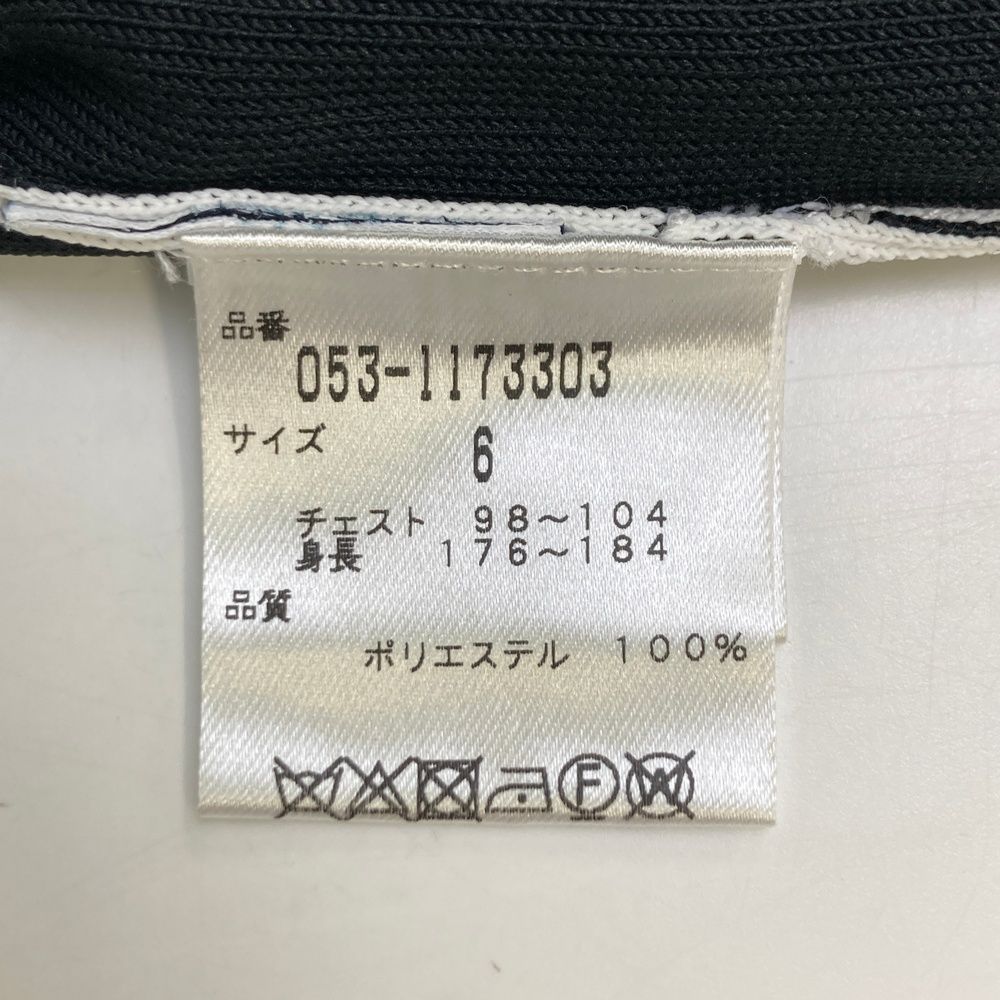 品番
053-1173303
サイズ 6
チェスト 98~104
身長 176~184
品質
ポリエステル 100%
F W